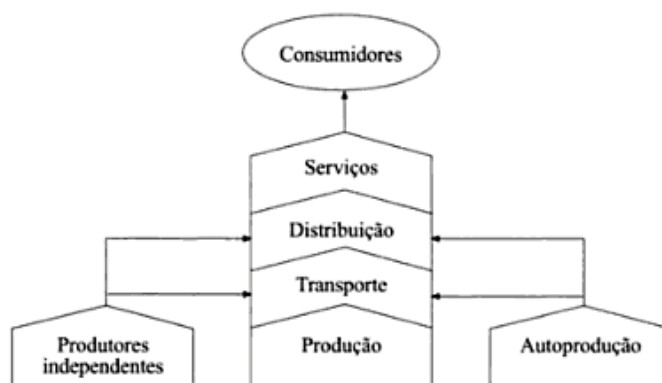 Consumidores
Serviços
Distribuição
Transporte
Produtores
independentes
Produção
Autoprodução